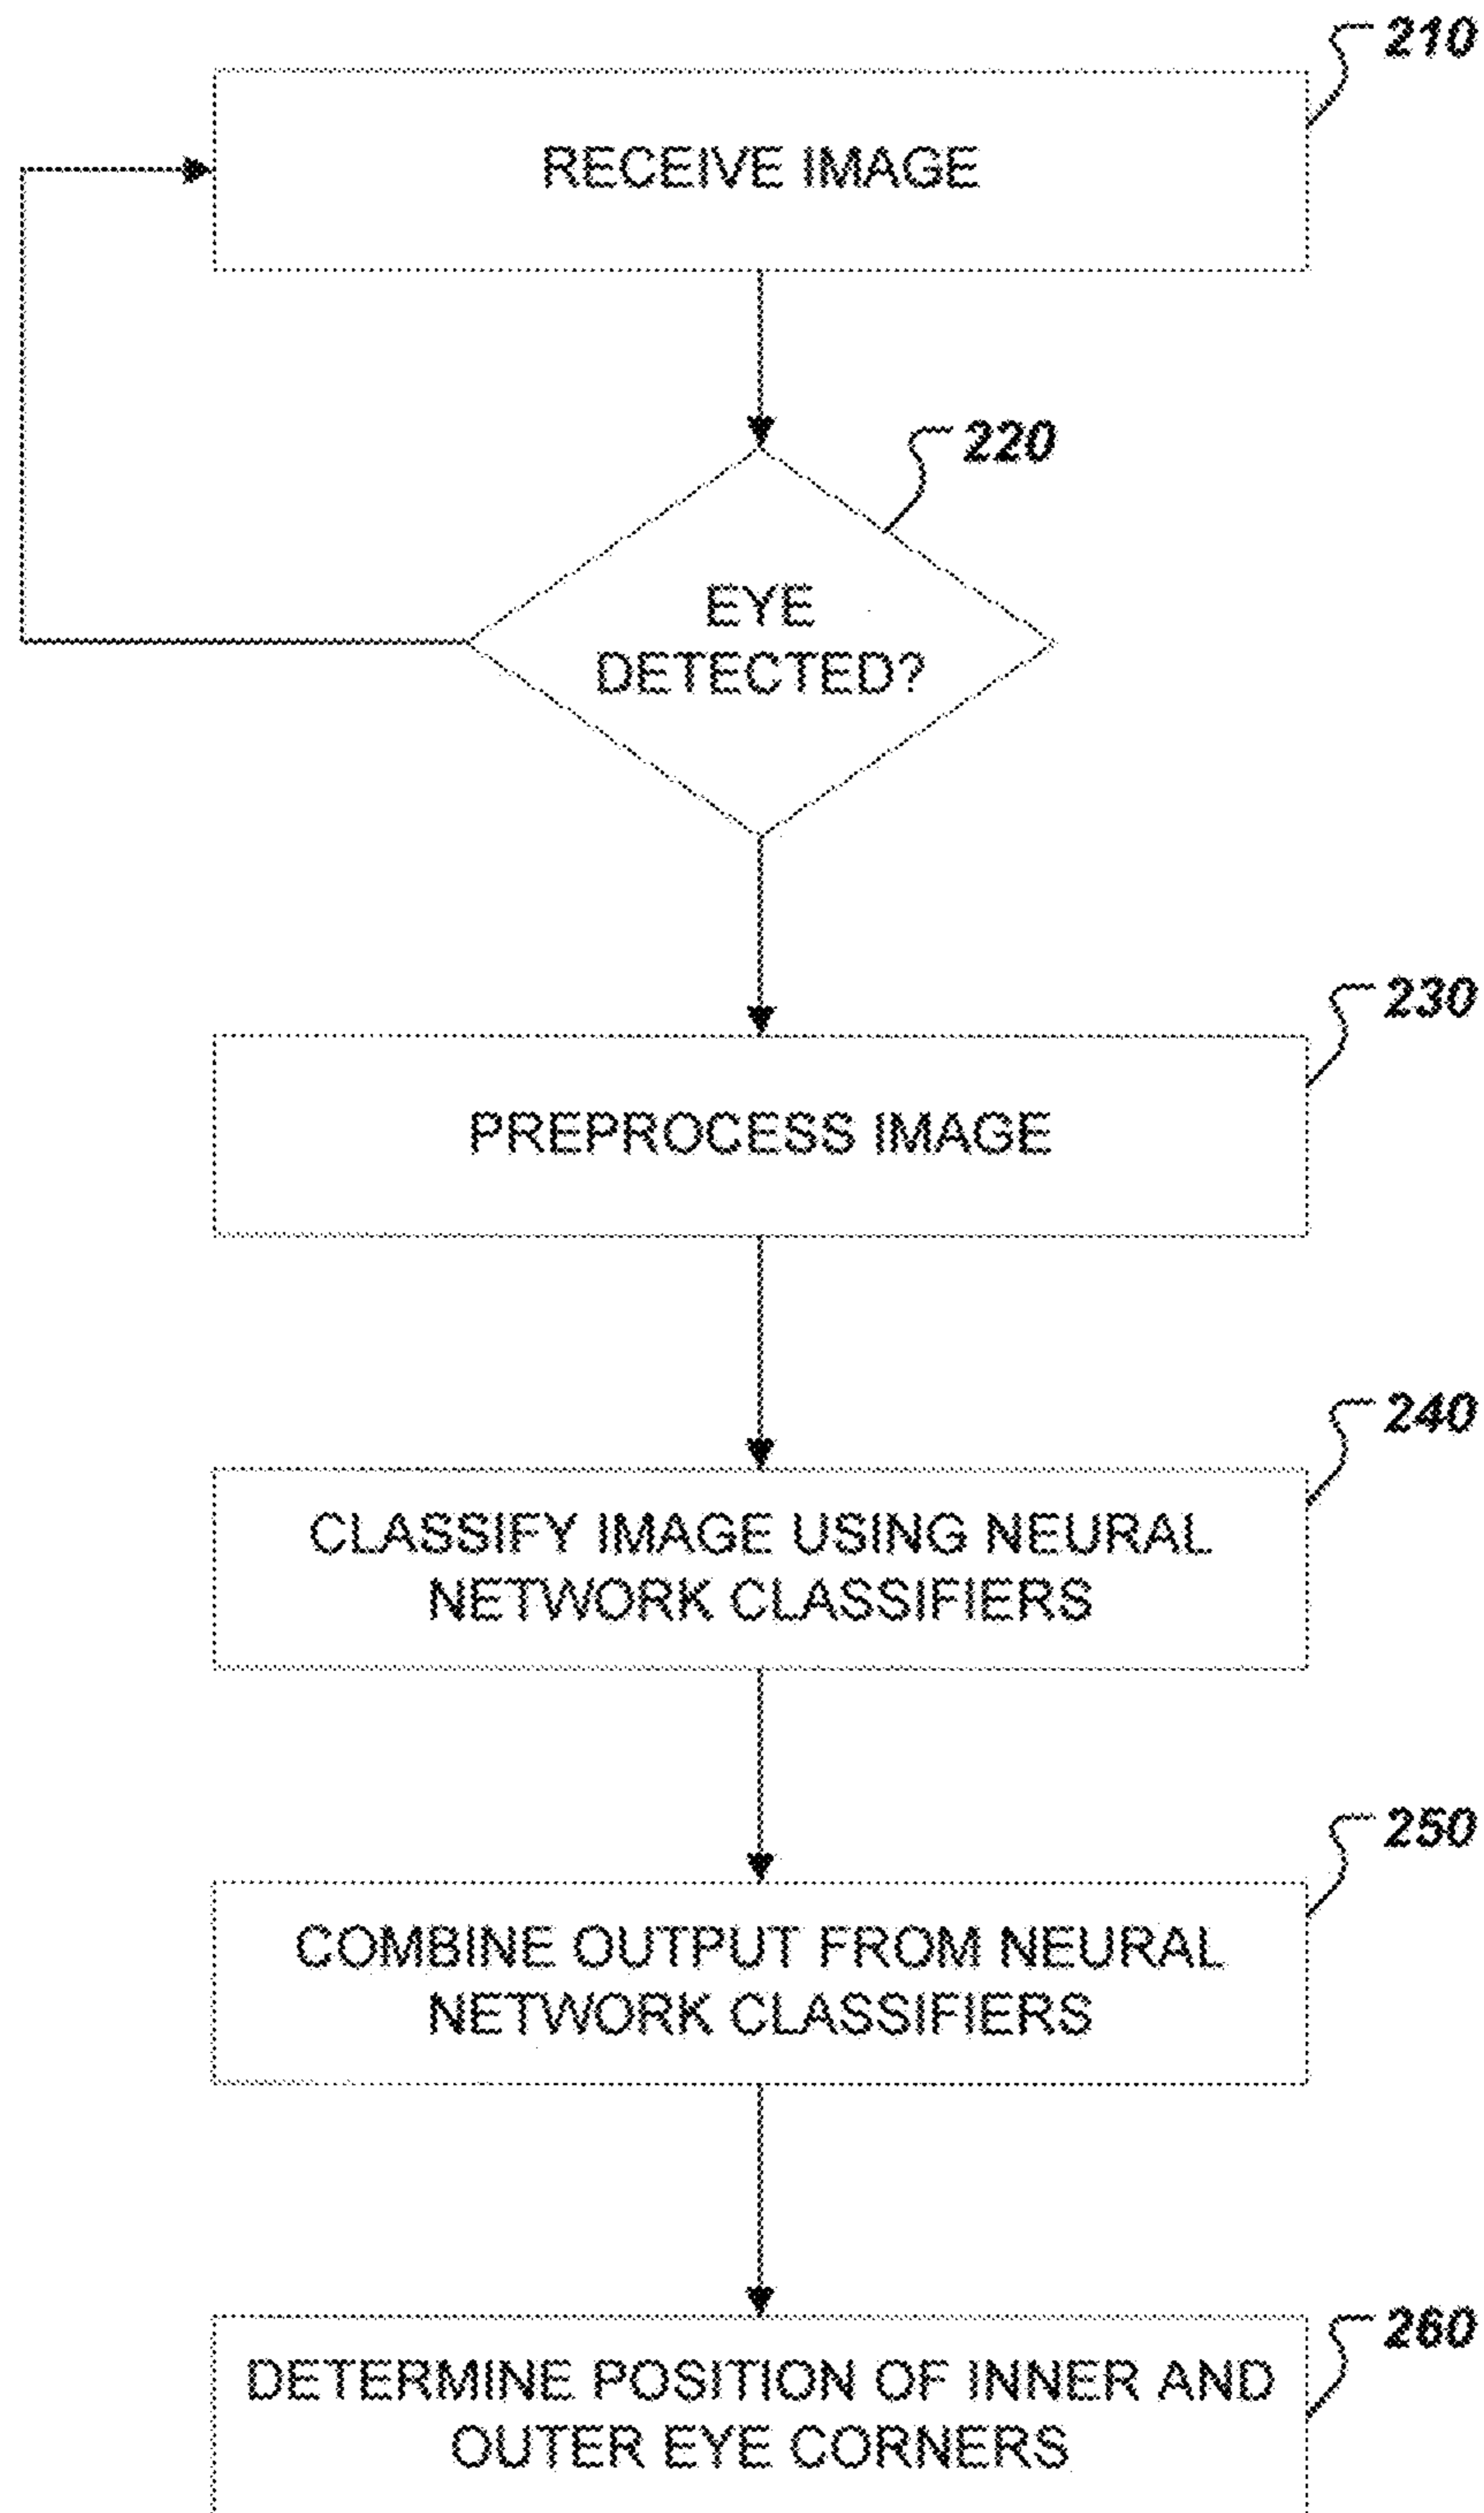 210
RECEIVE IMAGE
220
EYE
DETECTED?
230
PREPROCESS IMAGE
240
CLASSIFY IMAGE USING NEURAL
NETWORK CLASSIFIERS
250
COMBINE OUTPUT FROM NEURAL
NETWORK CLASSIFIERS
260
DETERMINE POSITION OF INNER AND
OUTER EYE CORNERS